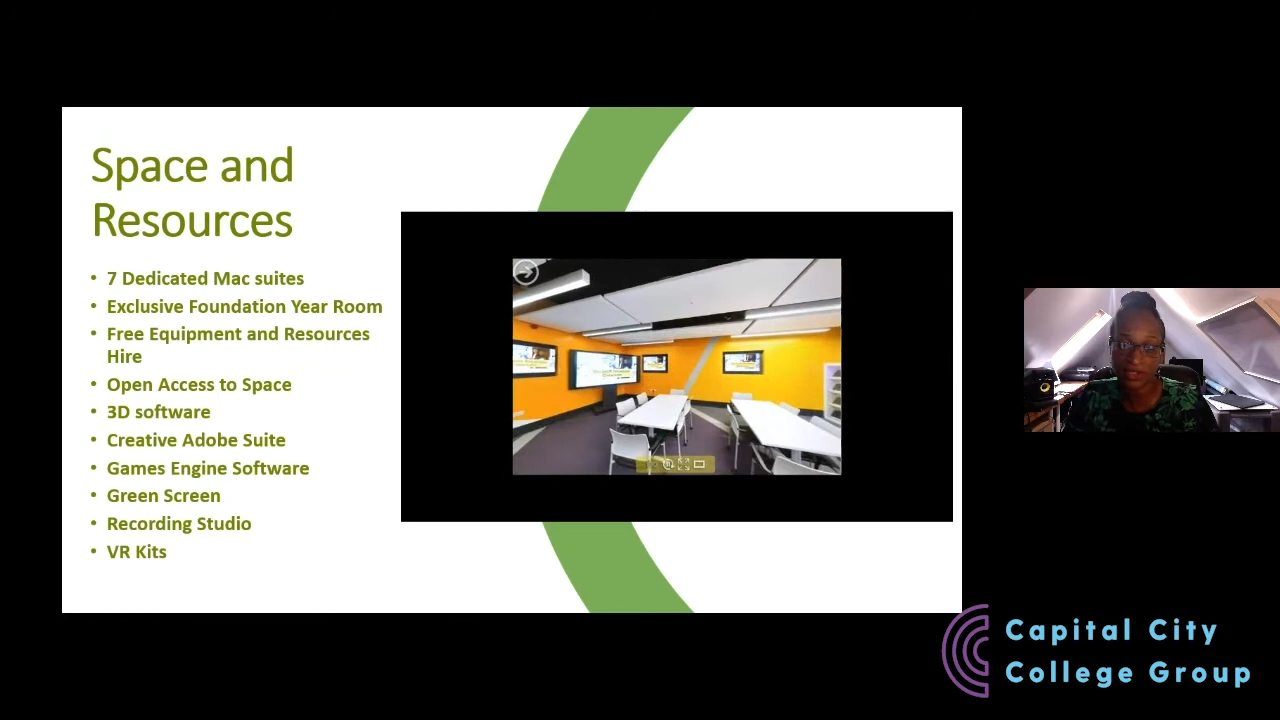 Space and
Resources
• 7 Dedicated Mac suites
• Exclusive Foundation Year Room
• Free Equipment and Resources
Hire
• Open Access to Space
• 3D software
• Creative Adobe Suite
• Games Engine Software
• Green Screen
• Recording Studio
• VR Kits
Capital City
College Group